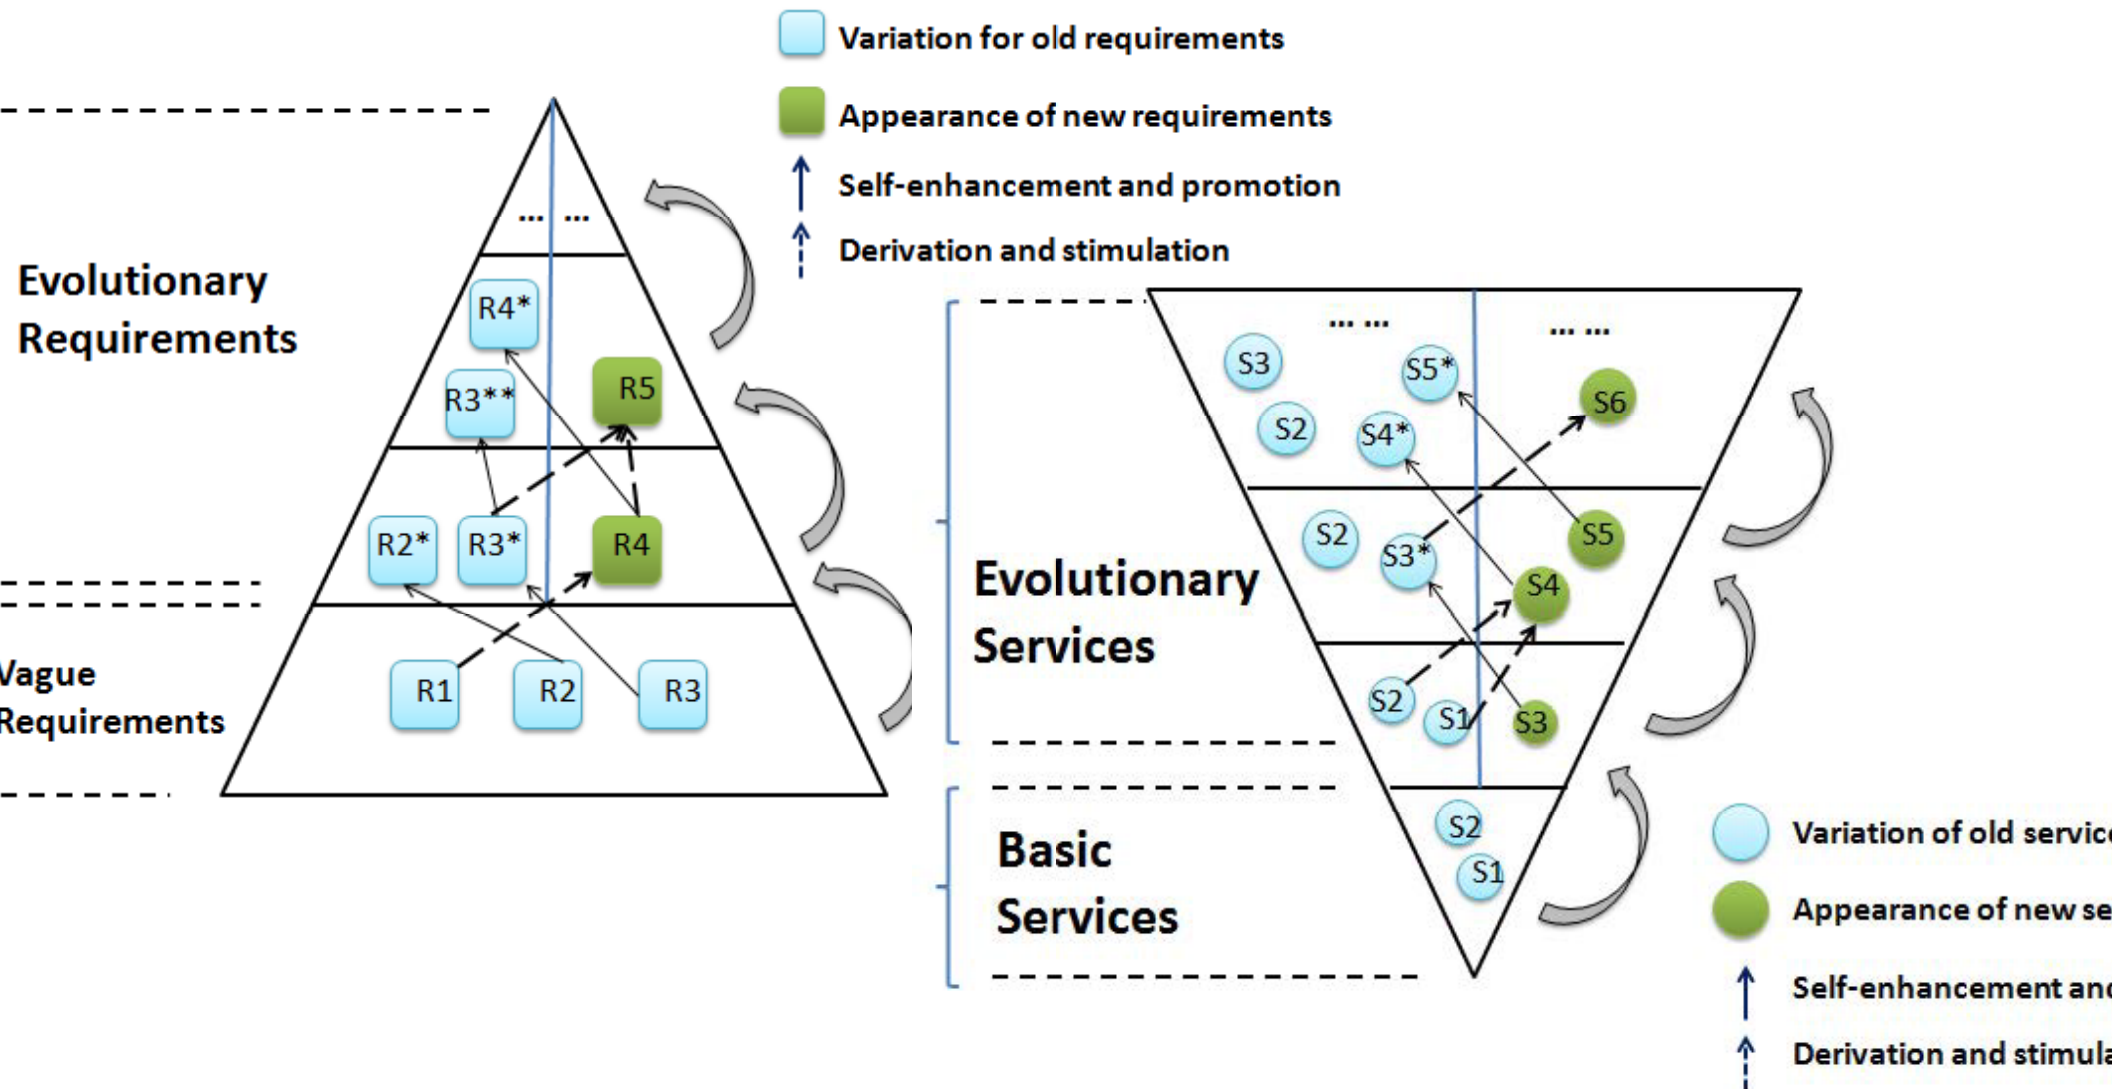 Variation for old requirements
Appearance of new requirements
Self-enhancement and promotion
Derivation and stimulation
... ...
Evolutionary
Requirements
R4*
R3**
R5
R2*
R3*
R4
Vague
Requirements
R1
R2
R3
... ...
... ...
S3
S5*
S6
S2
S4*
S2
S3*
S5
S4
Evolutionary
Services
S2
S1
S3
Basic
Services
S2
S1
Variation of old servic
Appearance of new se
Self-enhancement and
Derivation and stimula